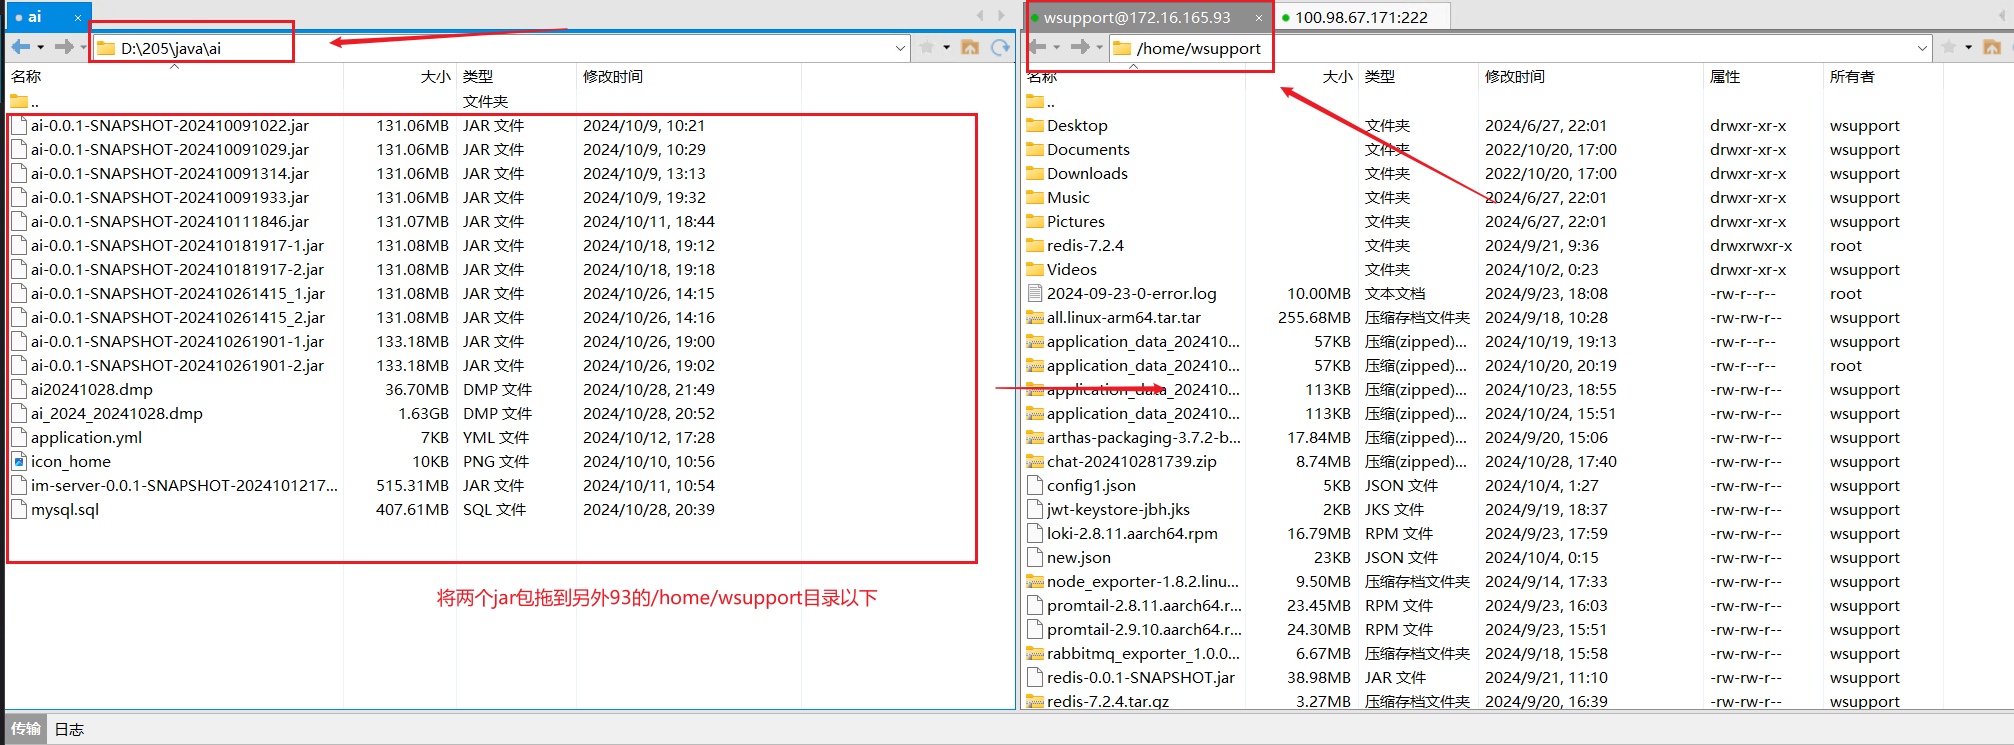 ai ×
D:\205\java\ai
名称 大小 类型 修改时间
.. 文件夹
ai-0.0.1-SNAPSHOT-202410091022.jar 131.06MB JAR 文件 2024/10/9, 10:21
ai-0.0.1-SNAPSHOT-202410091029.jar 131.06MB JAR 文件 2024/10/9, 10:29
ai-0.0.1-SNAPSHOT-202410091314.jar 131.06MB JAR 文件 2024/10/9, 13:13
ai-0.0.1-SNAPSHOT-202410091933.jar 131.06MB JAR 文件 2024/10/9, 19:32
ai-0.0.1-SNAPSHOT-202410111846.jar 131.07MB JAR 文件 2024/10/11, 18:44
ai-0.0.1-SNAPSHOT-202410181917-1.jar 131.08MB JAR 文件 2024/10/18, 19:12
ai-0.0.1-SNAPSHOT-202410181917-2.jar 131.08MB JAR 文件 2024/10/18, 19:18
ai-0.0.1-SNAPSHOT-202410261415_1.jar 131.08MB JAR 文件 2024/10/26, 14:15
ai-0.0.1-SNAPSHOT-202410261415_2.jar 131.08MB JAR 文件 2024/10/26, 14:16
ai-0.0.1-SNAPSHOT-202410261901-1.jar 133.18MB JAR 文件 2024/10/26, 19:00
ai-0.0.1-SNAPSHOT-202410261901-2.jar 133.18MB JAR 文件 2024/10/26, 19:02
ai20241028.dmp 36.70MB DMP 文件 2024/10/28, 21:49
ai_2024_20241028.dmp 1.63GB DMP 文件 2024/10/28, 20:52
application.yml 7KB YML 文件 2024/10/12, 17:28
icon_home 10KB PNG 文件 2024/10/10, 10:56
im-server-0.0.1-SNAPSHOT-2024101217... 515.31MB JAR 文件 2024/10/11, 10:54
mysql.sql 407.61MB SQL 文件 2024/10/28, 20:39
将两个jar包拖到另外93的/home/wsupport目录以下
传输 日志
wsupport@172.16.165.93 × 100.98.67.171:222
/home/wsupport
名称 大小 类型 修改时间 属性 所有者
..
Desktop 文件夹 2024/6/27, 22:01 drwxr-xr-x wsupport
Documents 文件夹 2022/10/20, 17:00 drwxr-xr-x wsupport
Downloads 文件夹 2022/10/20, 17:00 drwxr-xr-x wsupport
Music 文件夹 2024/6/27, 22:01 drwxr-xr-x wsupport
Pictures 文件夹 2024/6/27, 22:01 drwxr-xr-x wsupport
redis-7.2.4 文件夹 2024/9/21, 9:36 drwxrwxr-x root
Videos 文件夹 2024/10/2, 0:23 drwxr-xr-x wsupport
2024-09-23-0-error.log 10.00MB 文本文档 2024/9/23, 18:08 -rw-r--r-- root
all.linux-arm64.tar.tar 255.68MB 压缩存档文件夹 2024/9/18, 10:28 -rw-rw-r-- wsupport
application_data_202410... 57KB 压缩(zipped)... 2024/10/19, 19:13 -rw-r--r-- wsupport
application_data_202410... 57KB 压缩(zipped)... 2024/10/20, 20:19 -rw-r--r-- root
application_data_202410... 113KB 压缩(zipped)... 2024/10/23, 18:55 -rw-rw-r-- wsupport
application_data_202410... 113KB 压缩(zipped)... 2024/10/24, 15:51 -rw-rw-r-- wsupport
arthas-packaging-3.7.2-b... 17.84MB 压缩(zipped)... 2024/9/20, 15:06 -rw-rw-r-- wsupport
chat-202410281739.zip 8.74MB 压缩(zipped)... 2024/10/28, 17:40 -rw-rw-r-- wsupport
config1.json 5KB JSON 文件 2024/10/4, 1:27 -rw-rw-r-- wsupport
jwt-keystore-jbh.jks 2KB JKS 文件 2024/9/19, 18:37 -rw-rw-r-- wsupport
loki-2.8.11.aarch64.rpm 16.79MB RPM 文件 2024/9/23, 17:59 -rw-rw-r-- wsupport
new.json 23KB JSON 文件 2024/10/4, 0:15 -rw-rw-r-- wsupport
node_exporter-1.8.2.linu... 9.50MB 压缩存档文件夹 2024/9/14, 17:33 -rw-rw-r-- wsupport
promtail-2.8.11.aarch64.r... 23.45MB RPM 文件 2024/9/23, 16:03 -rw-rw-r-- wsupport
promtail-2.9.10.aarch64.r... 24.30MB RPM 文件 2024/9/23, 15:51 -rw-rw-r-- wsupport
rabbitmq_exporter_1.0.0... 6.67MB 压缩存档文件夹 2024/9/18, 15:58 -rw-rw-r-- wsupport
redis-0.0.1-SNAPSHOT.jar 38.98MB JAR 文件 2024/9/21, 11:10 -rw-rw-r-- wsupport
redis-7.2.4.tar.gz 3.27MB 压缩存档文件夹 2024/9/20, 16:39 -rw-rw-r-- wsupport